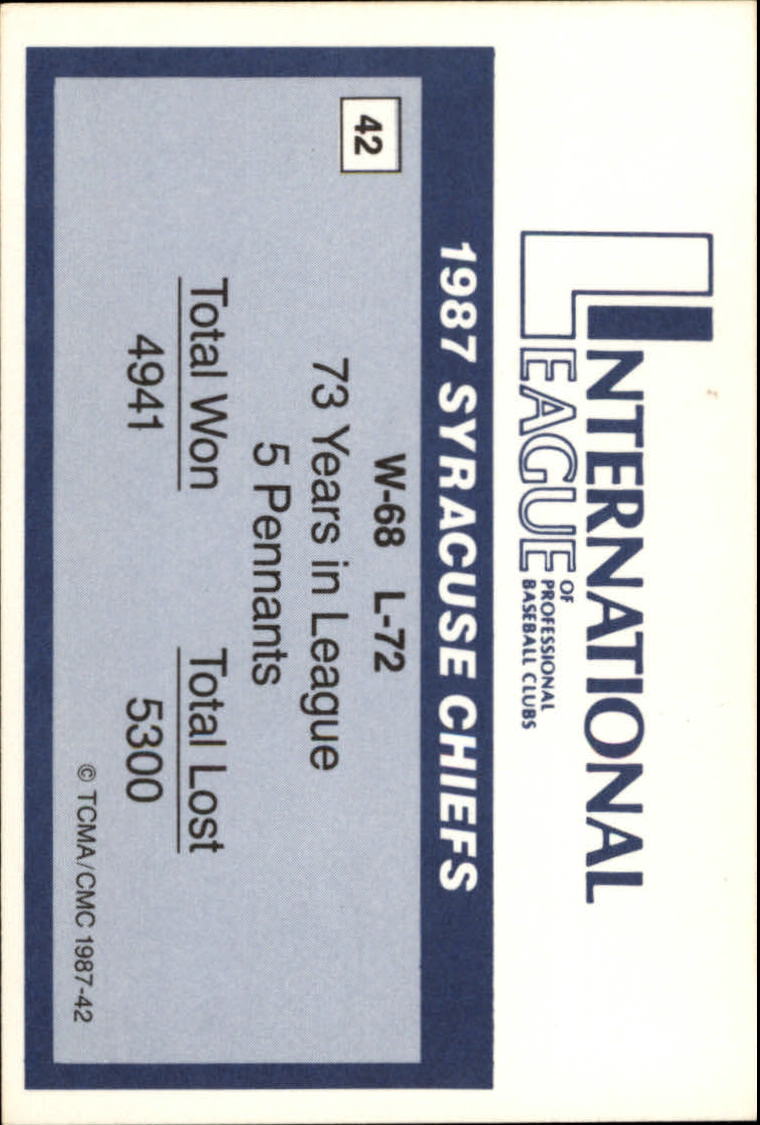 INTERNATIONAL
LEAGUE OF PROFESSIONAL BASEBALL CLUBS
1987 SYRACUSE CHIEFS
42
W-68 L-72
73 Years in League
5 Pennants
Total Won Total Lost
4941 5300
© TCMA/CMC 1987-42